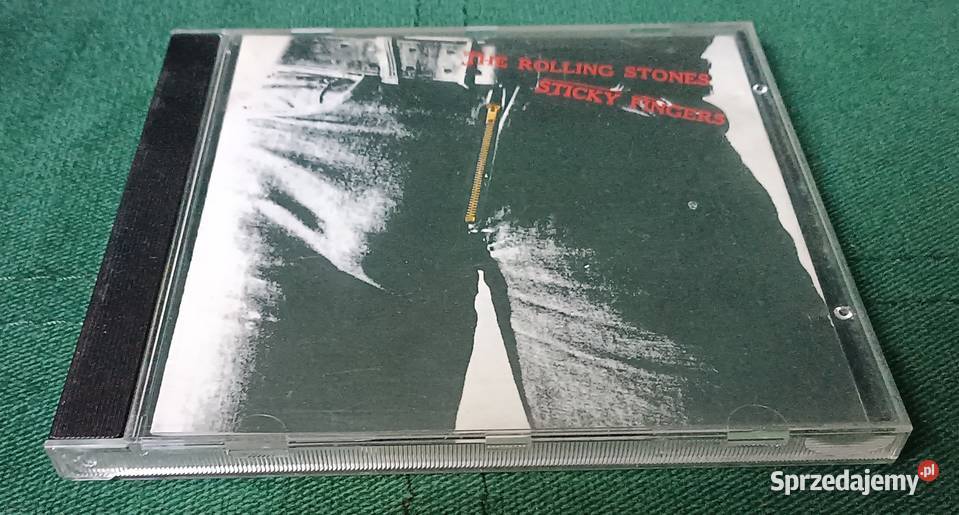 THE ROLLING STONES
STICKY FINGERS
Sprzedajemy.pl